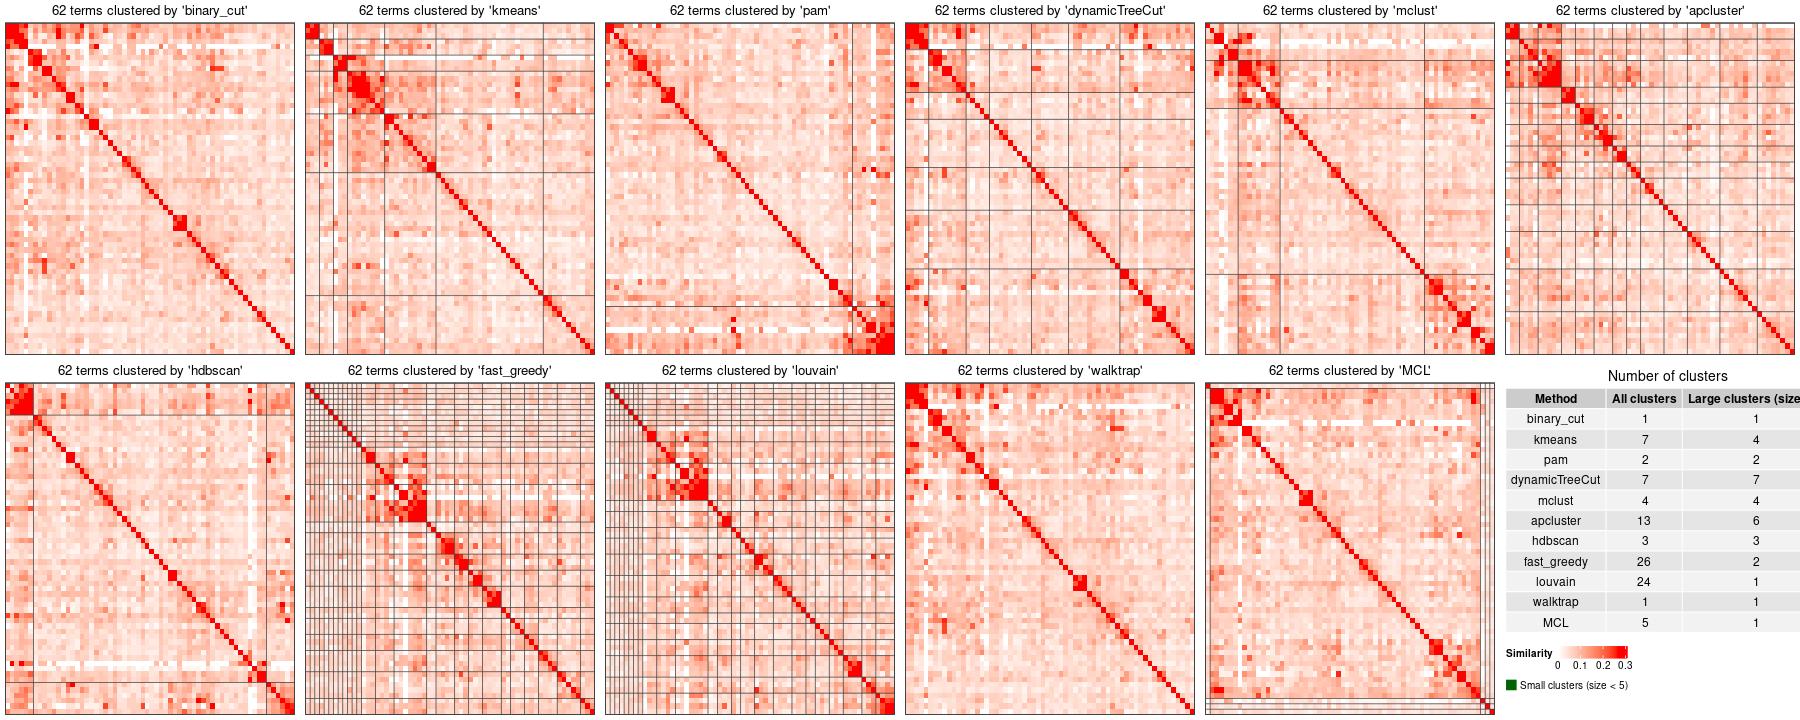 62 terms clustered by 'binary_cut'
62 terms clustered by 'kmeans'
62 terms clustered by 'pam'
62 terms clustered by 'dynamicTreeCut'
62 terms clustered by 'mclust'
62 terms clustered by 'apcluster'
62 terms clustered by 'hdbscan'
62 terms clustered by 'fast_greedy'
62 terms clustered by 'louvain'
62 terms clustered by 'walktrap'
62 terms clustered by 'MCL'
Number of clusters
Method All clusters Large clusters (size
binary_cut 1 1
kmeans 7 4
pam 2 2
dynamicTreeCut 7 7
mclust 4 4
apcluster 13 6
hdbscan 3 3
fast_greedy 26 2
louvain 24 1
walktrap 1 1
MCL 5 1
Similarity
0 0.1 0.2 0.3
Small clusters (size < 5)